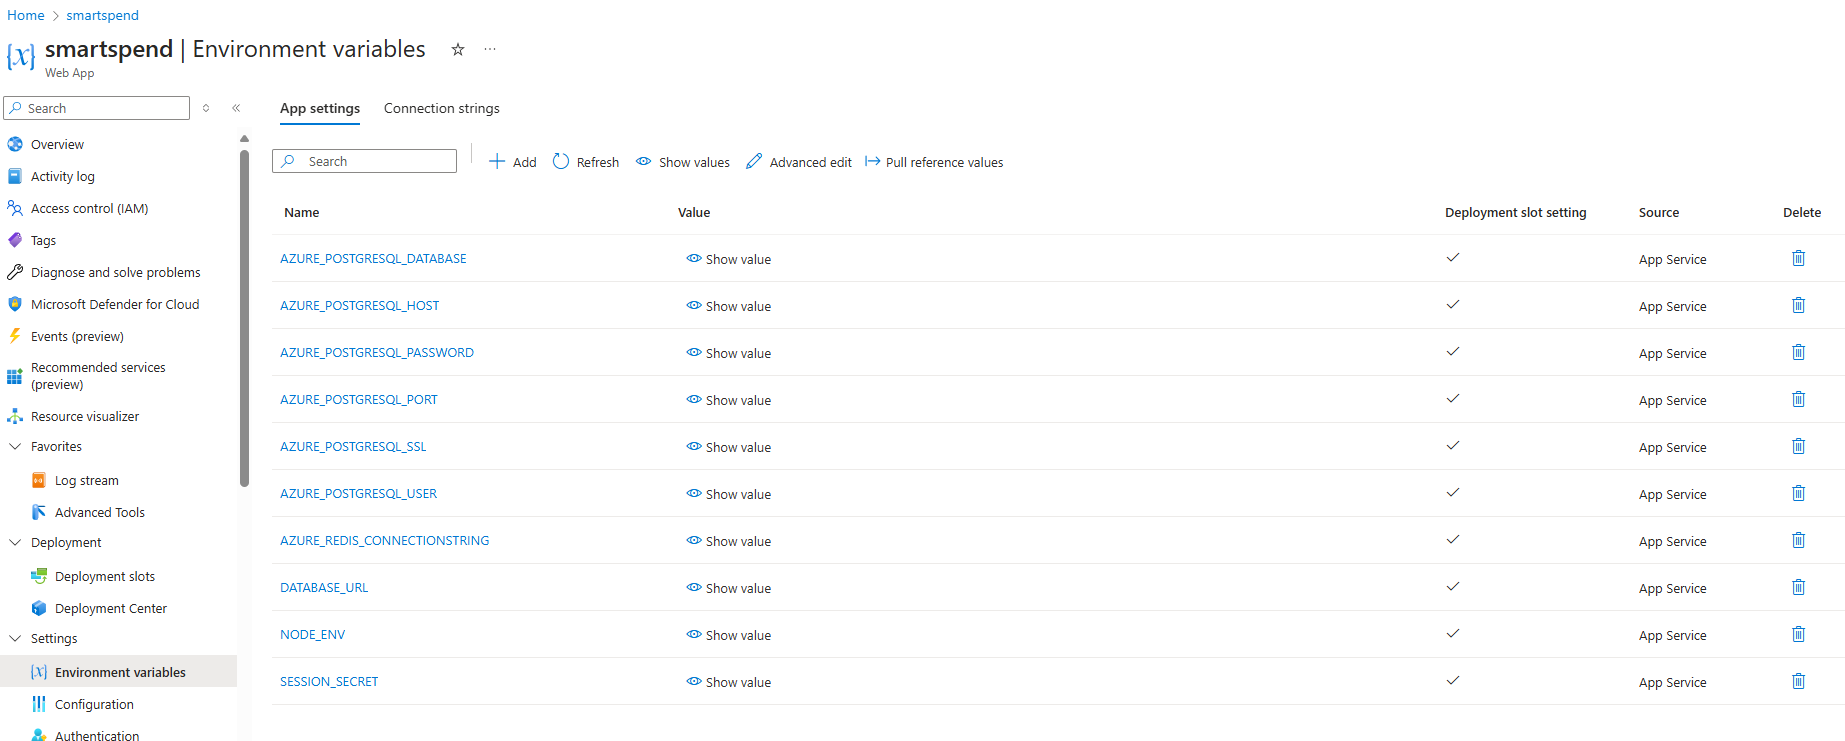 Home > smartspend
smartspend | Environment variables
Web App
Search
Overview
Activity log
Access control (IAM)
Tags
Diagnose and solve problems
Microsoft Defender for Cloud
Events (preview)
Recommended services
(preview)
Resource visualizer
Favorites
Log stream
Advanced Tools
Deployment
Deployment slots
Deployment Center
Settings
Environment variables
Configuration
Authentication
App settings Connection strings
Search Add Refresh Show values Advanced edit Pull reference values
Name Value Deployment slot setting Source Delete
AZURE_POSTGRESQL_DATABASE Show value App Service
AZURE_POSTGRESQL_HOST Show value App Service
AZURE_POSTGRESQL_PASSWORD Show value App Service
AZURE_POSTGRESQL_PORT Show value App Service
AZURE_POSTGRESQL_SSL Show value App Service
AZURE_POSTGRESQL_USER Show value App Service
AZURE_REDIS_CONNECTIONSTRING Show value App Service
DATABASE_URL Show value App Service
NODE_ENV Show value App Service
SESSION_SECRET Show value App Service